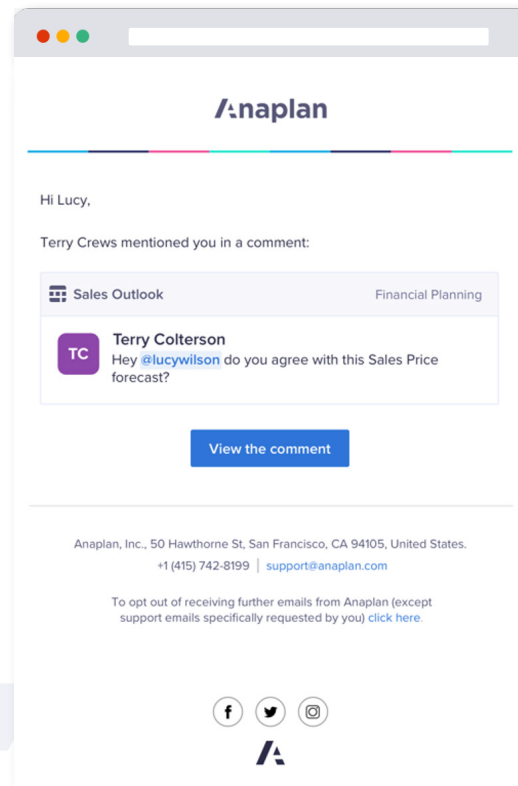 Anaplan
Hi Lucy,
Terry Crews mentioned you in a comment:
Sales Outlook
Financial Planning
TC
Terry Colterson
Hey @lucywilson do you agree with this Sales Price
forecast?
View the comment
Anaplan, Inc., 50 Hawthorne St, San Francisco, CA 94105, United States.
+1 (415) 742-8199 | support@anaplan.com
To opt out of receiving further emails from Anaplan (except
support emails specifically requested by you) click here.